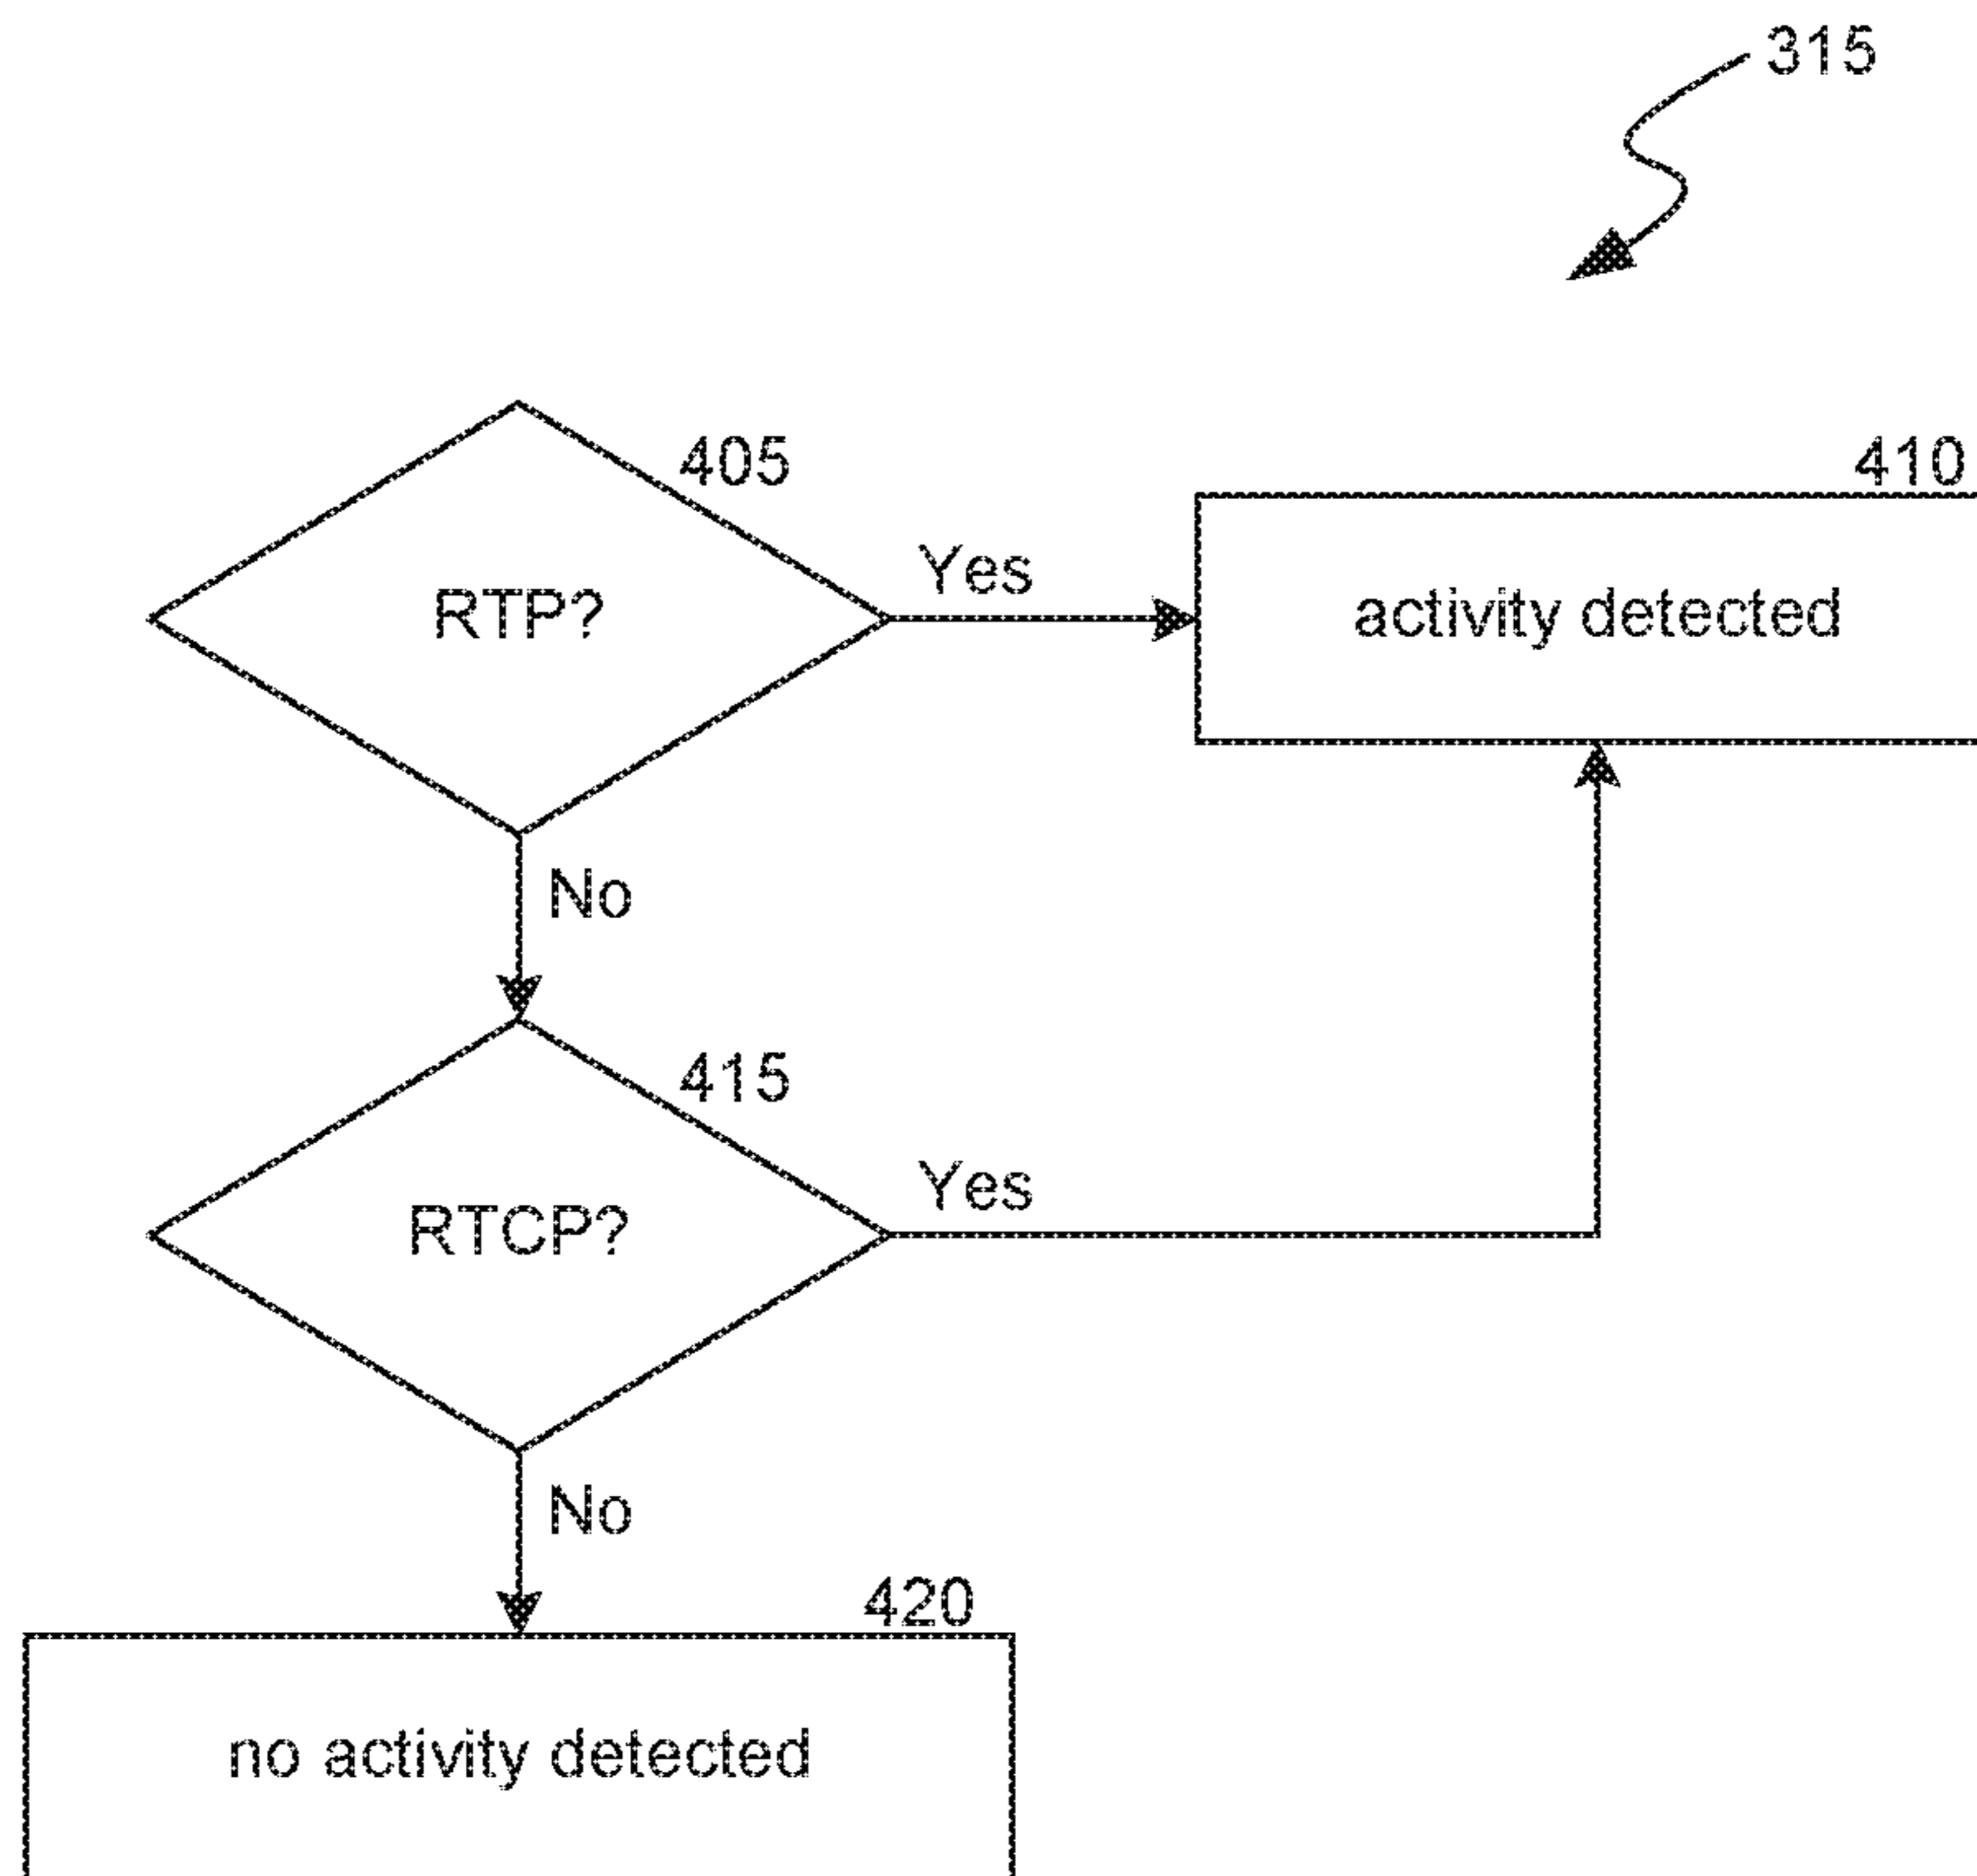 315
405
410
RTP?
Yes
activity detected
No
415
RTCP?
Yes
No
420
no activity detected